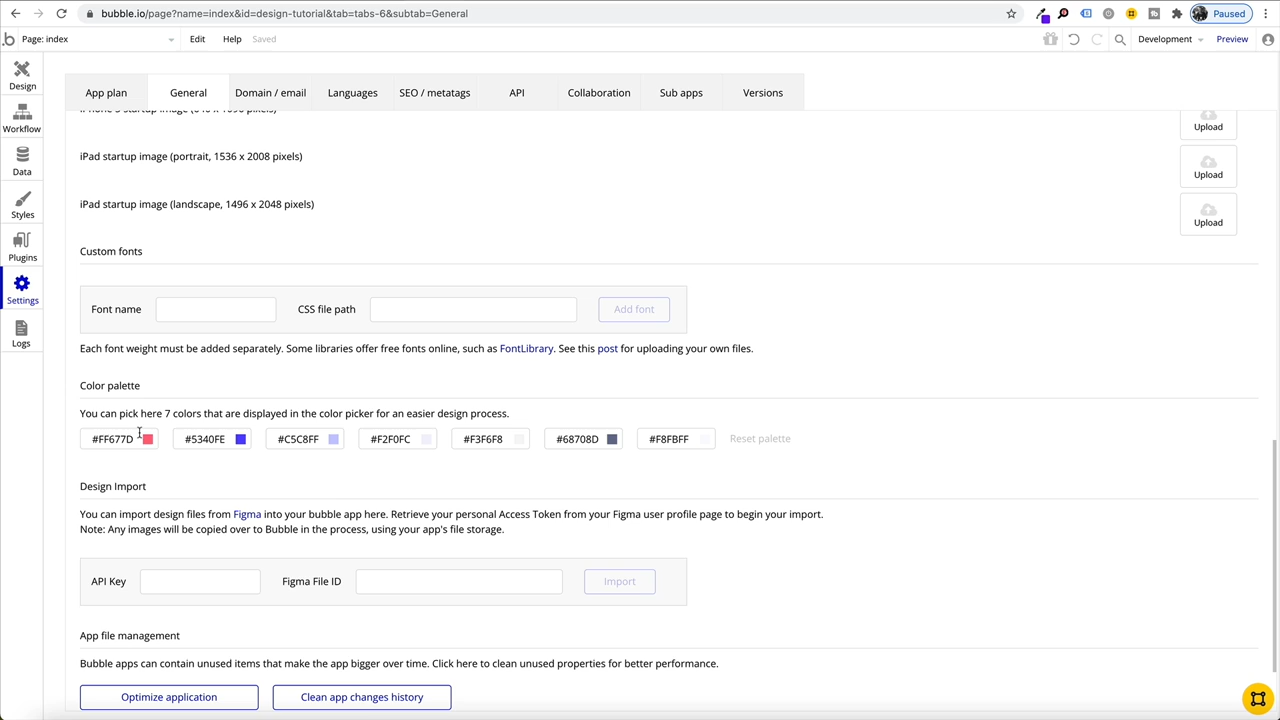 bubble.io/page?name=index&id=design-tutorial&tab=tabs-6&subtab=General
Paused
Page: index
Edit
Help
Saved
Development
Preview
Design
Workflow
Data
Styles
Plugins
Settings
Logs
App plan
General
Domain / email
Languages
SEO / metatags
API
Collaboration
Sub apps
Versions
Upload
iPad startup image (portrait, 1536 x 2008 pixels)
Upload
iPad startup image (landscape, 1496 x 2048 pixels)
Upload
Custom fonts
Font name
CSS file path
Add font
Each font weight must be added separately. Some libraries offer free fonts online, such as FontLibrary. See this post for uploading your own files.
Color palette
You can pick here 7 colors that are displayed in the color picker for an easier design process.
#FF677D
#5340FE
#C5C8FF
#F2F0FC
#F3F6F8
#68708D
#F8FBFF
Reset palette
Design Import
You can import design files from Figma into your bubble app here. Retrieve your personal Access Token from your Figma user profile page to begin your import.
Note: Any images will be copied over to Bubble in the process, using your app's file storage.
API Key
Figma File ID
Import
App file management
Bubble apps can contain unused items that make the app bigger over time. Click here to clean unused properties for better performance.
Optimize application
Clean app changes history